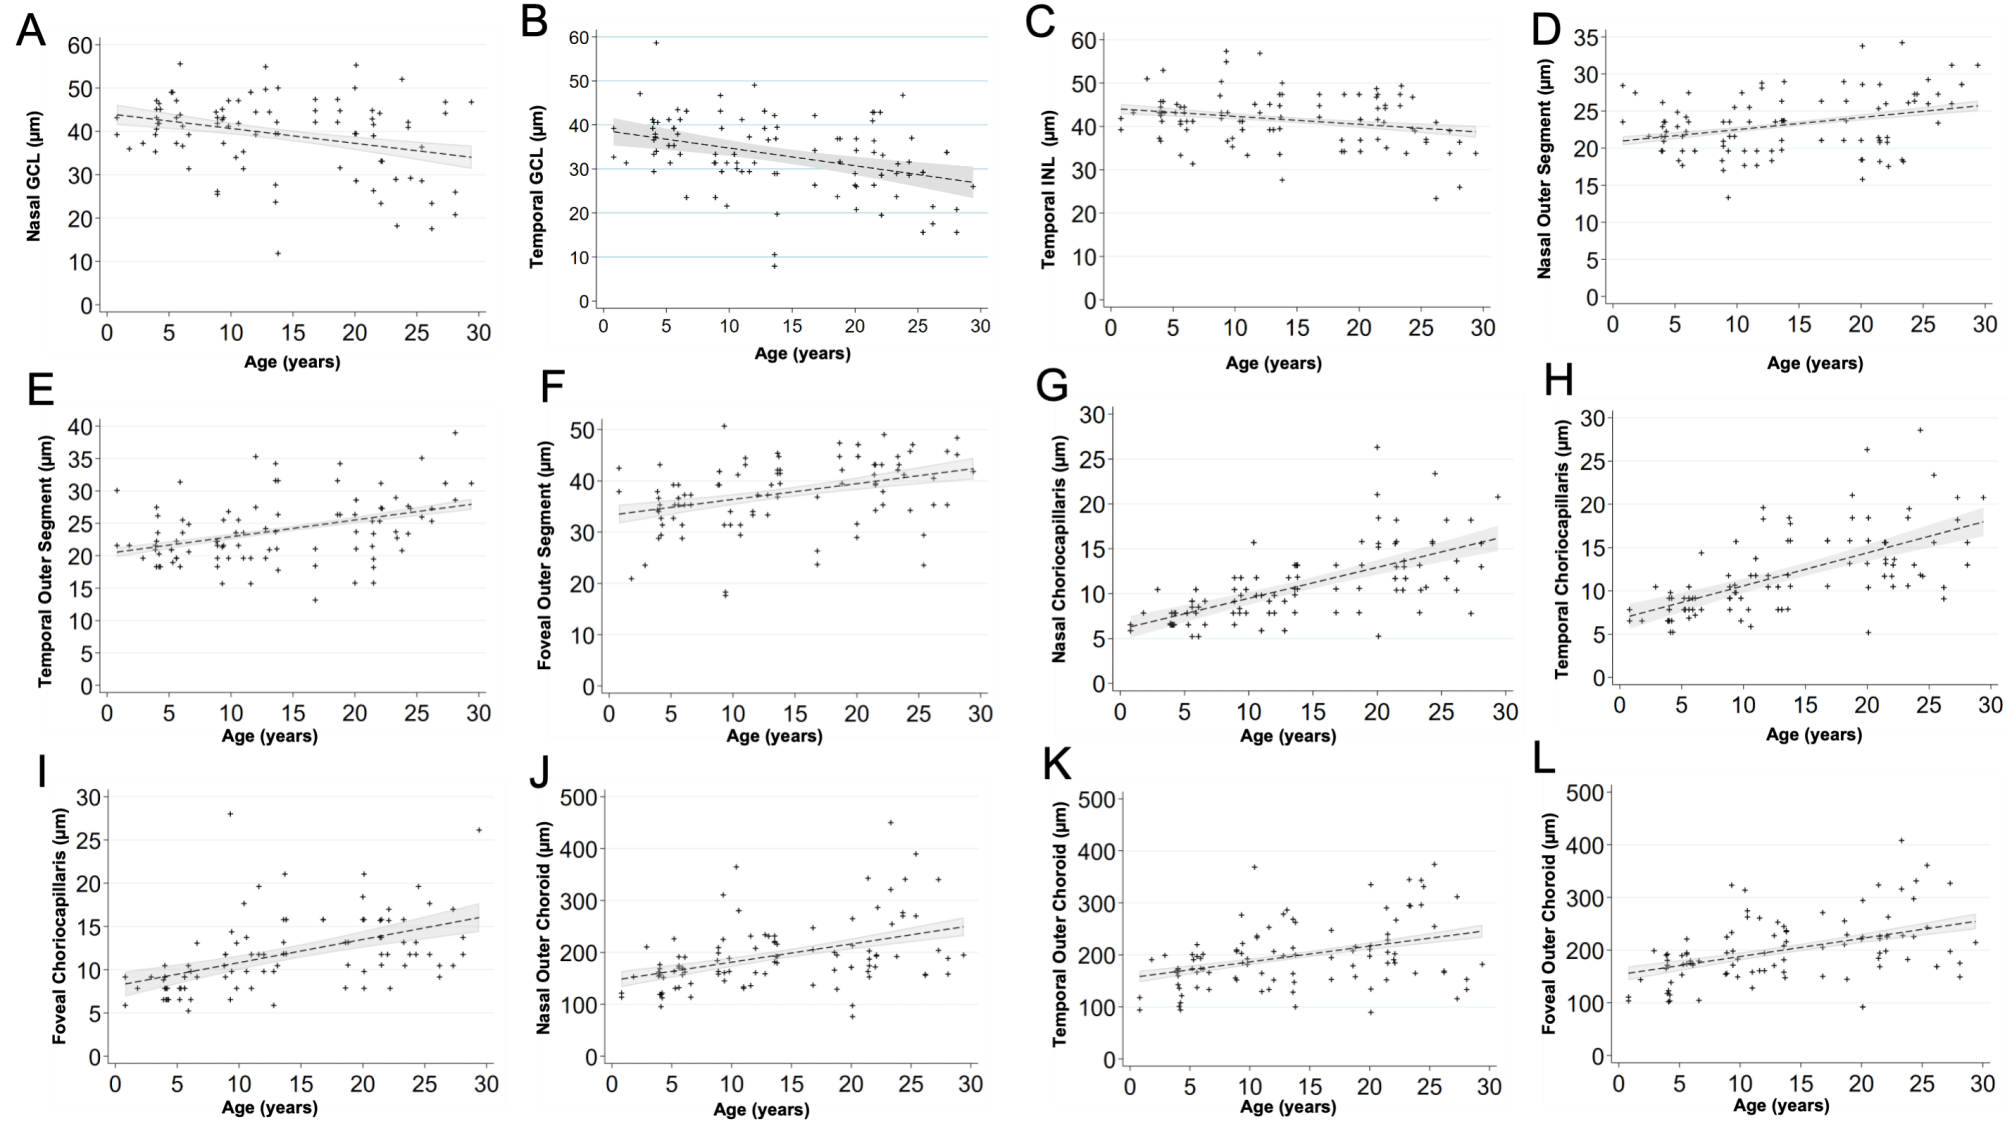 A
Nasal GCL (µm)
60
50
40
30
20
10
0
0 5 10 15 20 25 30
Age (years)
B
Temporal GCL (µm)
60
50
40
30
20
10
0
0 5 10 15 20 25 30
Age (years)
C
Temporal INL (µm)
60
50
40
30
20
10
0
0 5 10 15 20 25 30
Age (years)
D
Nasal Outer Segment (µm)
35
30
25
20
15
10
5
0
0 5 10 15 20 25 30
Age (years)
E
Temporal Outer Segment (µm)
40
35
30
25
20
15
10
5
0
0 5 10 15 20 25 30
Age (years)
F
Foveal Outer Segment (µm)
50
40
30
20
10
0
0 5 10 15 20 25 30
Age (years)
G
Nasal Choriocapillaris (µm)
30
25
20
15
10
5
0
0 5 10 15 20 25 30
Age (years)
H
Temporal Choriocapillaris (µm)
30
25
20
15
10
5
0
0 5 10 15 20 25 30
Age (years)
I
Foveal Choriocapillaris (µm)
30
25
20
15
10
5
0
0 5 10 15 20 25 30
Age (years)
J
Nasal Outer Choroid (µm)
500
400
300
200
100
0
0 5 10 15 20 25 30
Age (years)
K
Temporal Outer Choroid (µm)
500
400
300
200
100
0
0 5 10 15 20 25 30
Age (years)
L
Foveal Outer Choroid (µm)
500
400
300
200
100
0
0 5 10 15 20 25 30
Age (years)